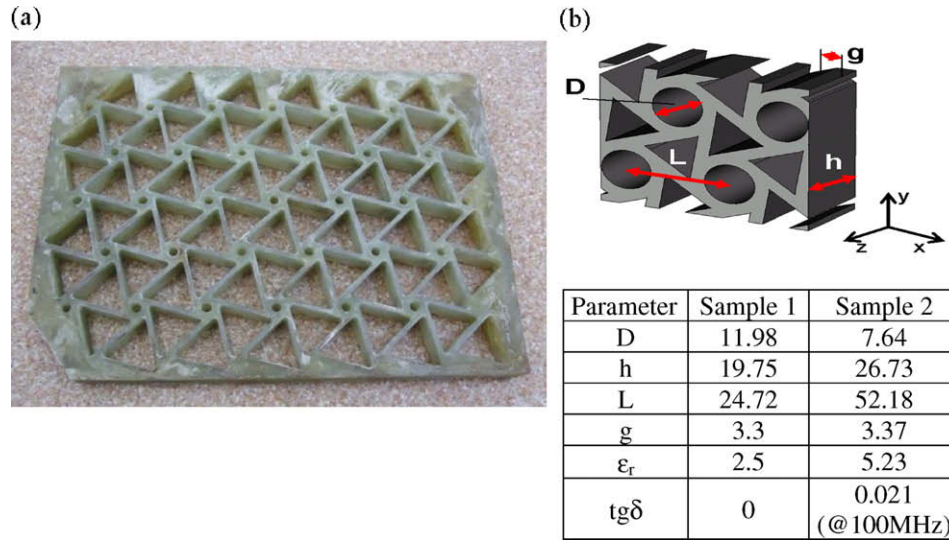 (a)
(b)
g
D
L
h
y
z
x
Parameter Sample 1 Sample 2
D 11.98 7.64
h 19.75 26.73
L 24.72 52.18
g 3.3 3.37
εr 2.5 5.23
tgδ 0 0.021
(@100MHz)